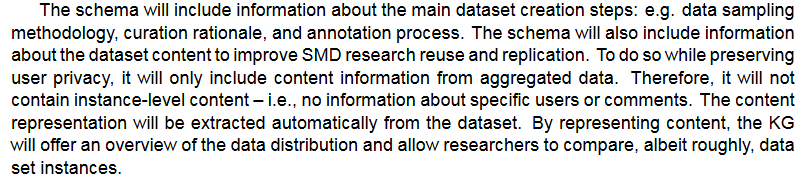 The schema will include information about the main dataset creation steps: e.g. data sampling
methodology, curation rationale, and annotation process. The schema will also include information
about the dataset content to improve SMD research reuse and replication. To do so while preserving
user privacy, it will only include content information from aggregated data. Therefore, it will not
contain instance-level content – i.e., no information about specific users or comments. The content
representation will be extracted automatically from the dataset. By representing content, the KG
will offer an overview of the data distribution and allow researchers to compare, albeit roughly, data
set instances.